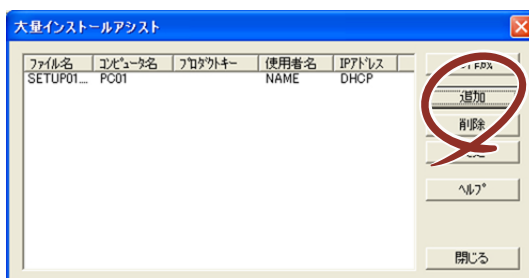 大量インストールアシスト
ファイル名 コンピュータ名 プロダクトキー 使用者名 IPアドレス
SETUP01... PC01 NAME DHCP
追加
削除
ヘルプ
閉じる